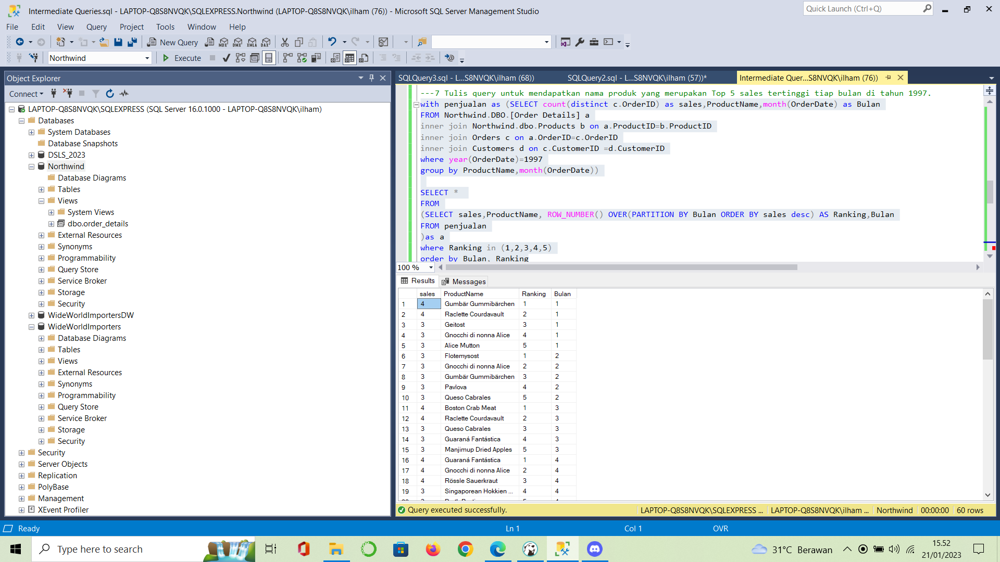 Intermediate Queries.sql - LAPTOP-Q8S8NVQK\SQLEXPRESS.Northwind (LAPTOP-Q8S8NVQK\ilham (76)) - Microsoft SQL Server Management Studio
Quick Launch (Ctrl+Q)
File Edit View Query Project Tools Window Help
New Query MDX DMX XMLA DAX
Northwind Execute
Object Explorer
Connect
LAPTOP-Q8S8NVQK\SQLEXPRESS (SQL Server 16.0.1000 - LAPTOP-Q8S8NVQK\ilham)
Databases
System Databases
Database Snapshots
DSLS_2023
Northwind
Database Diagrams
Tables
Views
System Views
dbo.order_details
External Resources
Synonyms
Programmability
Query Store
Service Broker
Storage
Security
WideWorldImportersDW
WideWorldImporters
Database Diagrams
Tables
Views
External Resources
Synonyms
Programmability
Query Store
Service Broker
Storage
Security
Security
Server Objects
Replication
PolyBase
Management
XEvent Profiler
SQLQuery3.sql - L...S8NVQK\ilham (68)) SQLQuery2.sql - L...S8NVQK\ilham (57))* Intermediate Quer...S8NVQK\ilham (76))
---7 Tulis query untuk mendapatkan nama produk yang merupakan Top 5 sales tertinggi tiap bulan di tahun 1997.
with penjualan as (SELECT count(distinct c.OrderID) as sales,ProductName,month(OrderDate) as Bulan
FROM Northwind.DBO.[Order Details] a
inner join Northwind.dbo.Products b on a.ProductID=b.ProductID
inner join Orders c on a.OrderID=c.OrderID
inner join Customers d on c.CustomerID =d.CustomerID
where year(OrderDate)=1997
group by ProductName,month(OrderDate))
SELECT *
FROM
(SELECT sales,ProductName, ROW_NUMBER() OVER(PARTITION BY Bulan ORDER BY sales desc) AS Ranking,Bulan
FROM penjualan
)as a
where Ranking in (1,2,3,4,5)
order by Bulan, Ranking
100 %
Results Messages
sales ProductName Ranking Bulan
1 4 Gumbär Gummibärchen 1 1
2 4 Raclette Courdavault 2 1
3 3 Geitost 3 1
4 3 Gnocchi di nonna Alice 4 1
5 3 Alice Mutton 5 1
6 3 Flotemysost 1 2
7 3 Gnocchi di nonna Alice 2 2
8 3 Gumbär Gummibärchen 3 2
9 3 Pavlova 4 2
10 3 Queso Cabrales 5 2
11 4 Boston Crab Meat 1 3
12 4 Raclette Courdavault 2 3
13 3 Queso Cabrales 3 3
14 3 Guaraná Fantástica 4 3
15 3 Manjimup Dried Apples 5 3
16 4 Guaraná Fantástica 1 4
17 4 Gnocchi di nonna Alice 2 4
18 4 Rössle Sauerkraut 3 4
19 3 Singaporean Hokkien ... 4 4
Query executed successfully. LAPTOP-Q8S8NVQK\SQLEXPRESS ... LAPTOP-Q8S8NVQK\ilham ... Northwind 00:00:00 60 rows
Ready Ln 1 Col 1 OVR
Type here to search
31°C Berawan
15.52
21/01/2023